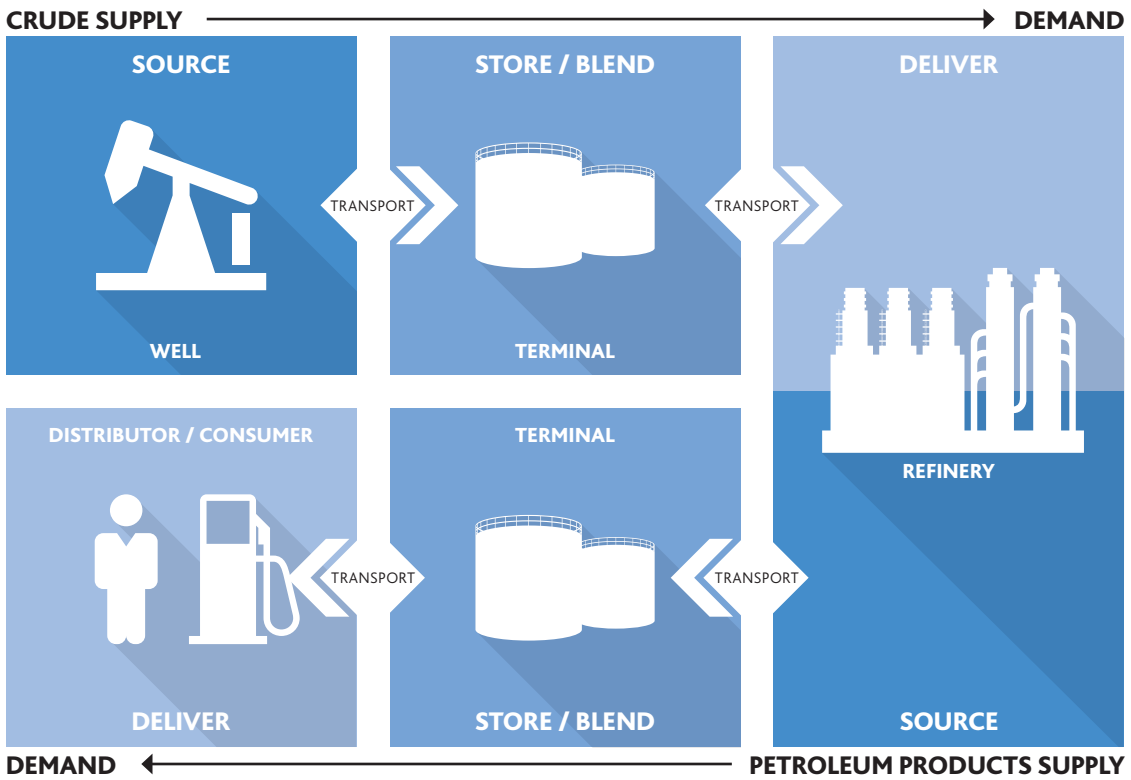 CRUDE SUPPLY
DEMAND
SOURCE
STORE / BLEND
DELIVER
TRANSPORT
TRANSPORT
WELL
TERMINAL
DISTRIBUTOR / CONSUMER
TERMINAL
REFINERY
TRANSPORT
TRANSPORT
DELIVER
STORE / BLEND
SOURCE
DEMAND
PETROLEUM PRODUCTS SUPPLY